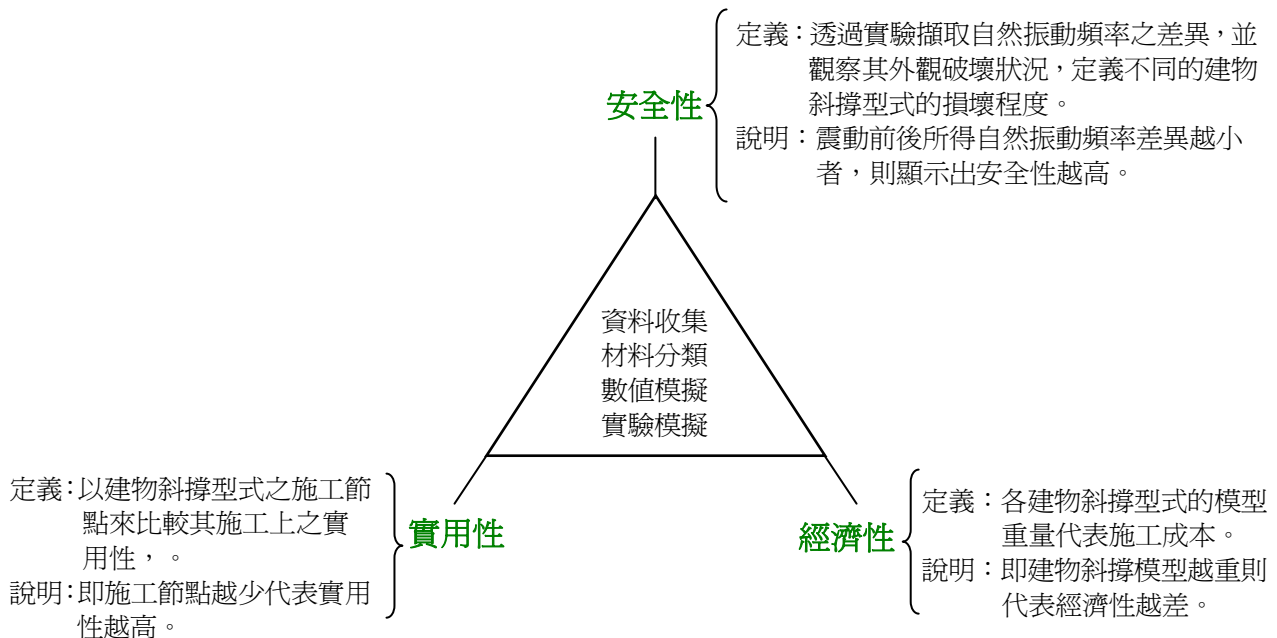 定義：透過實驗擷取自然振動頻率之差異，並
觀察其外觀破壞狀況，定義不同的建物
斜撐型式的損壞程度。
說明：震動前後所得自然振動頻率差異越小
者，則顯示出安全性越高。
安全性
資料收集
材料分類
數值模擬
實驗模擬
定義：以建物斜撐型式之施工節
點來比較其施工上之實
用性，。
說明：即施工節點越少代表實用
性越高。
實用性
經濟性
定義：各建物斜撐型式的模型
重量代表施工成本。
說明：即建物斜撐模型越重則
代表經濟性越差。